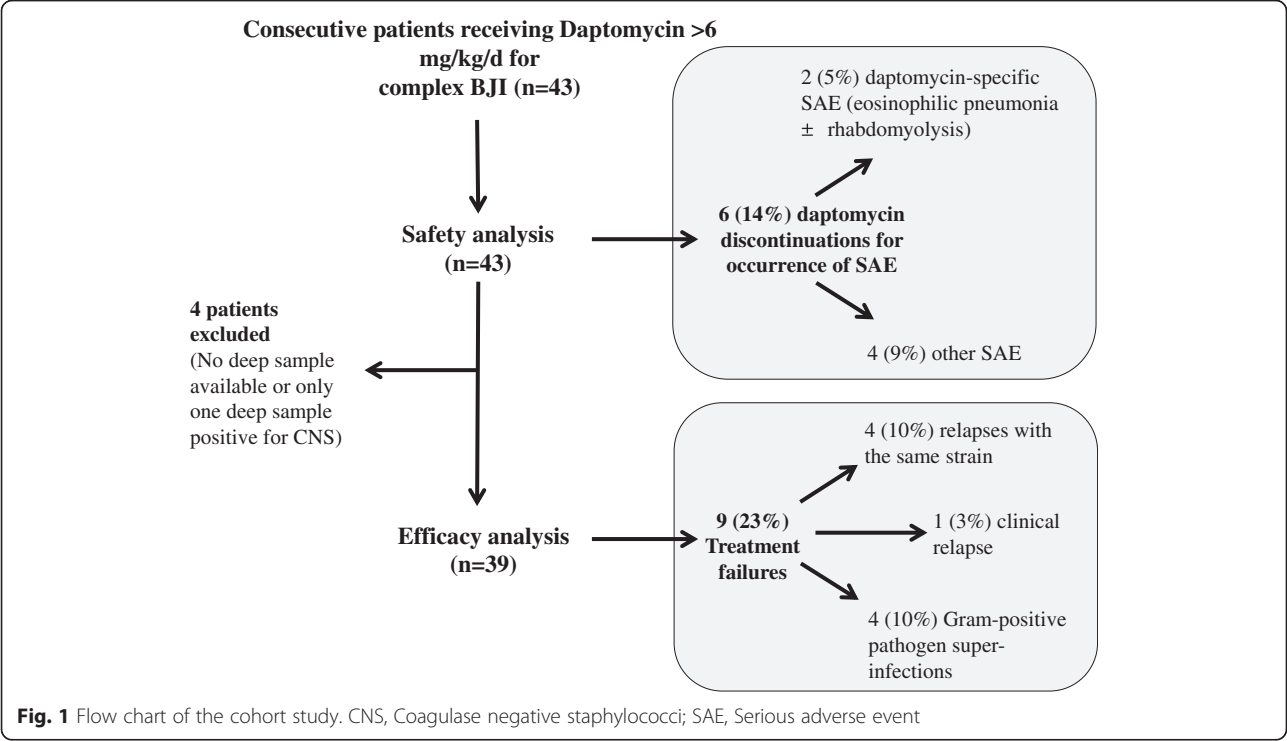 Consecutive patients receiving Daptomycin >6
mg/kg/d for
complex BJI (n=43)
2 (5%) daptomycin-specific
SAE (eosinophilic pneumonia
± rhabdomyolysis)
Safety analysis
(n=43)
6 (14%) daptomycin
discontinuations for
occurrence of SAE
4 (9%) other SAE
4 patients
excluded
(No deep sample
available or only
one deep sample
positive for CNS)
Efficacy analysis
(n=39)
9 (23%)
Treatment
failures
4 (10%) relapses with
the same strain
1 (3%) clinical
relapse
4 (10%) Gram-positive
pathogen super-
infections
Fig. 1 Flow chart of the cohort study. CNS, Coagulase negative staphylococci; SAE, Serious adverse event